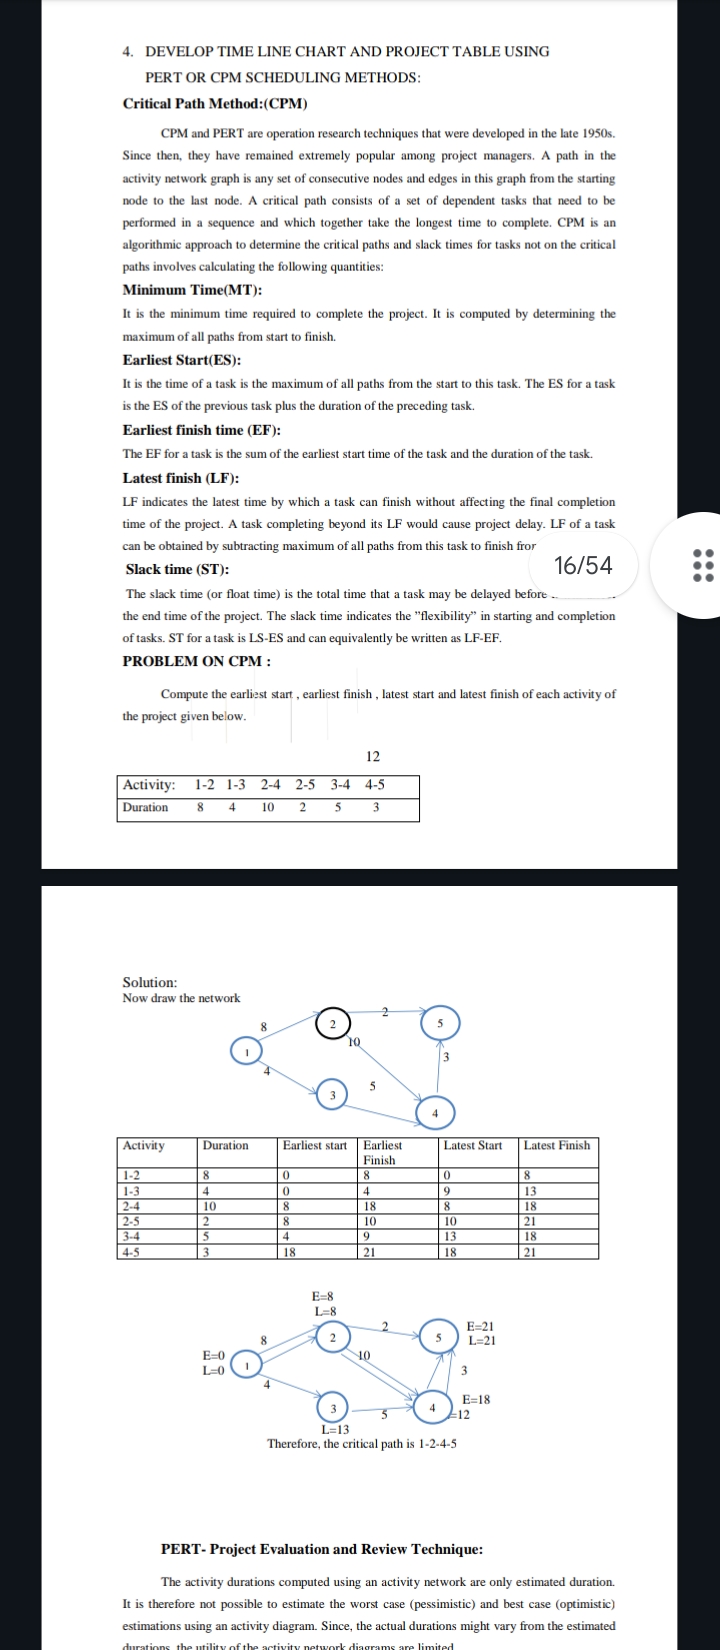 4. DEVELOP TIME LINE CHART AND PROJECT TABLE USING
PERT OR CPM SCHEDULING METHODS:
Critical Path Method:(CPM)
CPM and PERT are operation research techniques that were developed in the late 1950s.
Since then, they have remained extremely popular among project managers. A path in the
activity network graph is any set of consecutive nodes and edges in this graph from the starting
node to the last node. A critical path consists of a set of dependent tasks that need to be
performed in a sequence and which together take the longest time to complete. CPM is an
algorithmic approach to determine the critical paths and slack times for tasks not on the critical
paths involves calculating the following quantities:
Minimum Time(MT):
It is the minimum time required to complete the project. It is computed by determining the
maximum of all paths from start to finish.
Earliest Start(ES):
It is the time of a task is the maximum of all paths from the start to this task. The ES for a task
is the ES of the previous task plus the duration of the preceding task.
Earliest finish time (EF):
The EF for a task is the sum of the earliest start time of the task and the duration of the task.
Latest finish (LF):
LF indicates the latest time by which a task can finish without affecting the final completion
time of the project. A task completing beyond its LF would cause project delay. LF of a task
can be obtained by subtracting maximum of all paths from this task to finish
16/54
Slack time (ST):
The slack time (or float time) is the total time that a task may be delayed before
the end time of the project. The slack time indicates the "flexibility" in starting and completion
of tasks. ST for a task is LS-ES and can equivalently be written as LF-EF.
PROBLEM ON CPM :
Compute the earliest start , earliest finish , latest start and latest finish of each activity of
the project given below.
12
Activity: 1-2 1-3 2-4 2-5 3-4 4-5
Duration 8 4 10 2 5 3
Solution:
Now draw the network
8
2
2
5
1
10
3
4
3
5
4
Activity Duration Earliest start Earliest Finish Latest Start Latest Finish
1-2 8 0 8 0 8
1-3 4 0 4 9 13
2-4 10 8 18 8 18
2-5 2 8 10 10 21
3-4 5 4 9 13 18
4-5 3 18 21 18 21
E=8
L=8
8
2
2
5
E=21
L=21
E=0
L=0
1
10
3
4
3
5
4
E=18
=12
L=13
Therefore, the critical path is 1-2-4-5
PERT- Project Evaluation and Review Technique:
The activity durations computed using an activity network are only estimated duration.
It is therefore not possible to estimate the worst case (pessimistic) and best case (optimistic)
estimations using an activity diagram. Since, the actual durations might vary from the estimated
durations, the utility of the activity network diagrams are limited.